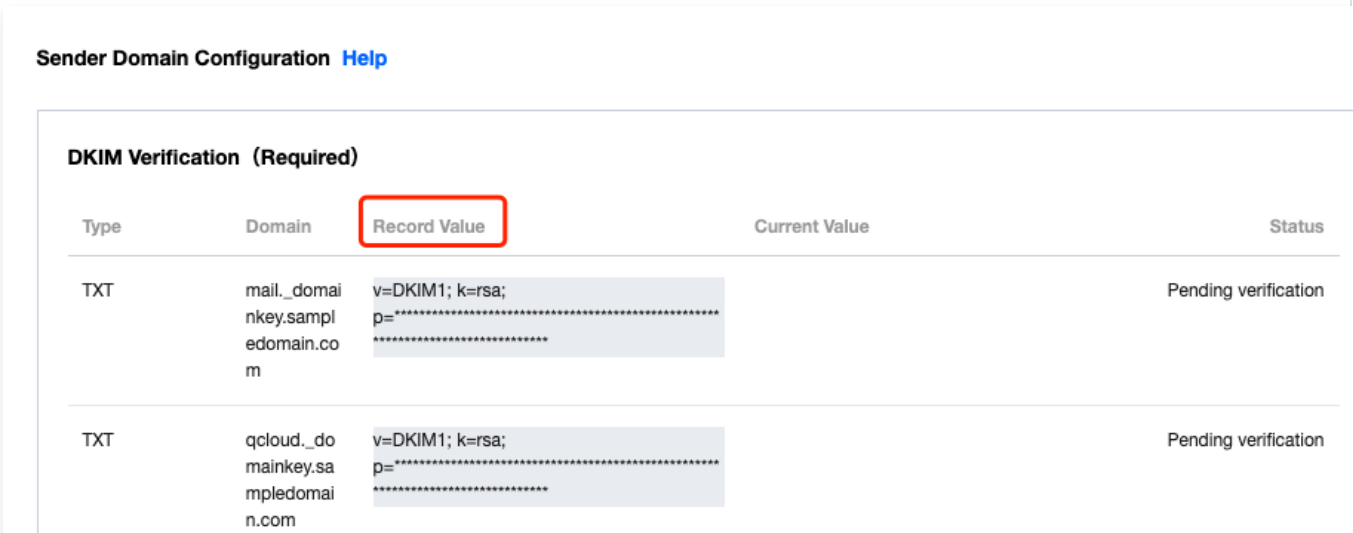 Sender Domain Configuration Help
DKIM Verification（Required）
Type Domain Record Value Current Value Status
TXT mail._domai v=DKIM1; k=rsa; Pending verification
nkey.sampl p=****************************************************
edomain.co ****************************
m
TXT qcloud._do v=DKIM1; k=rsa; Pending verification
mainkey.sa p=****************************************************
mpledomai ****************************
n.com